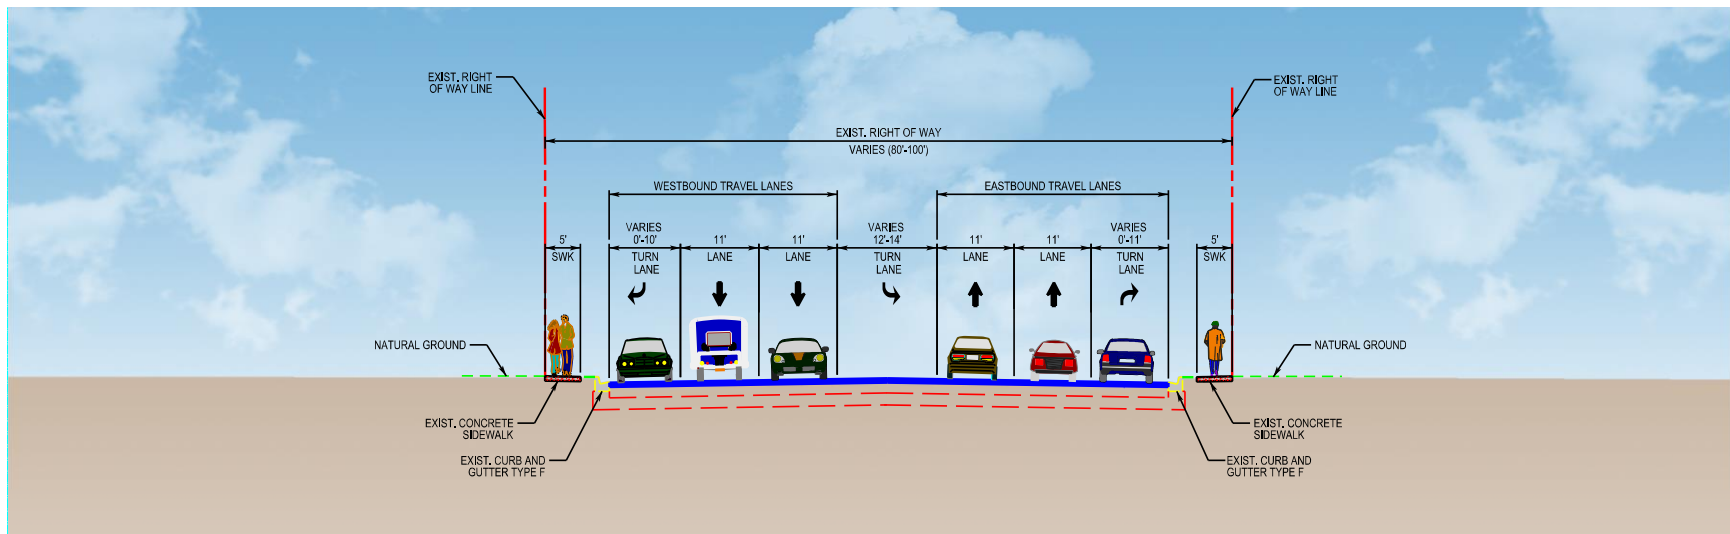 EXIST. RIGHT
OF WAY LINE
EXIST. RIGHT
OF WAY LINE
EXIST. RIGHT OF WAY
VARIES (80'-100')
WESTBOUND TRAVEL LANES
EASTBOUND TRAVEL LANES
5'
SWK
VARIES
0'-10'
TURN
LANE
11'
LANE
11'
LANE
VARIES
12'-14'
TURN
LANE
11'
LANE
11'
LANE
VARIES
0'-11'
TURN
LANE
5'
SWK
NATURAL GROUND
NATURAL GROUND
EXIST. CONCRETE
SIDEWALK
EXIST. CONCRETE
SIDEWALK
EXIST. CURB AND
GUTTER TYPE F
EXIST. CURB AND
GUTTER TYPE F